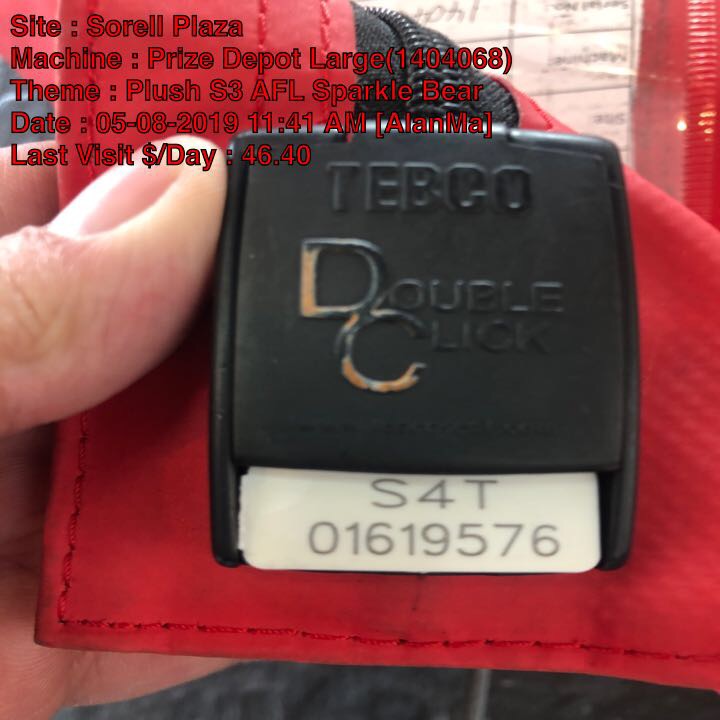 Site : Sorell Plaza
Machine : Prize Depot Large(1404068)
Theme : Plush S3 AFL Sparkle Bear
Date : 05-08-2019 11:41 AM [AlanMa]
Last Visit $/Day : 46.40
TEBCO
DOUBLE
CLICK
S4T
01619576